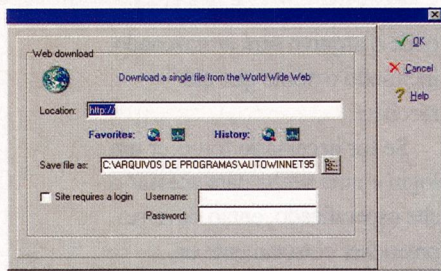 Web download
Download a single file from the World Wide Web
Location: http://
Favorites: History:
Save file as: C:\ARQUIVOS DE PROGRAMAS\AUTOWINNET95
Site requires a login Username:
Password:
OK
Cancel
Help